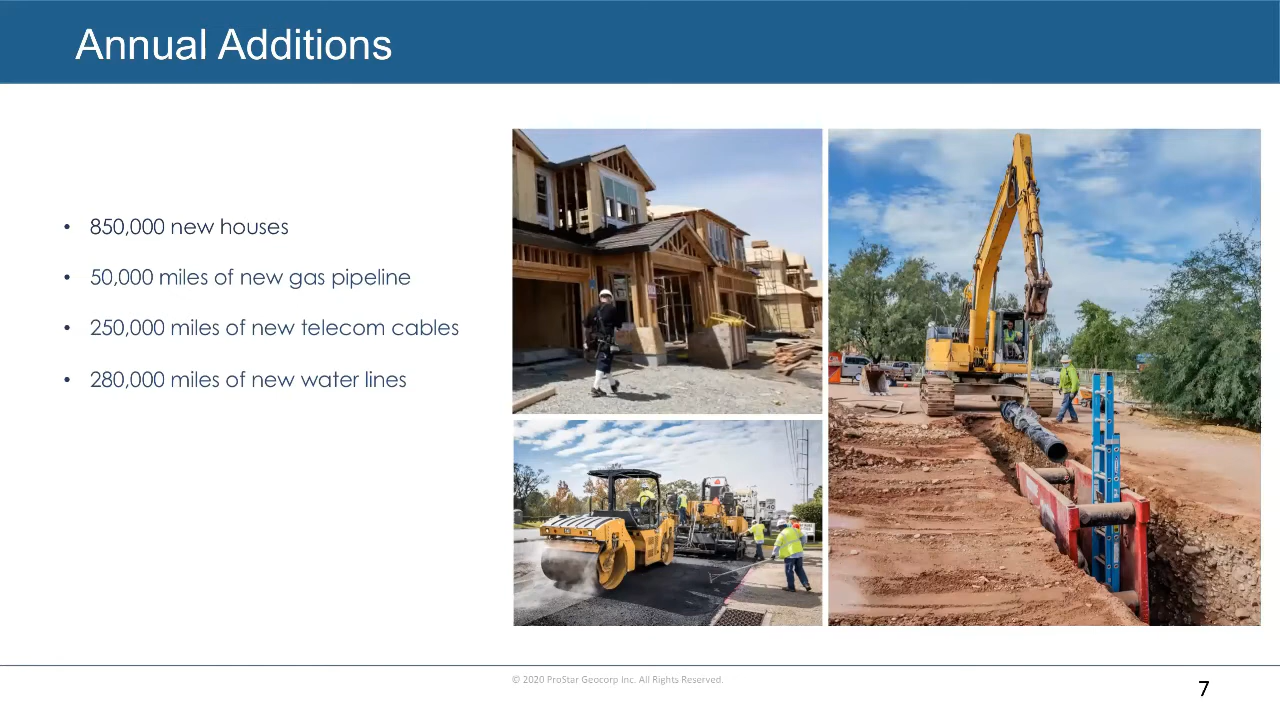 Annual Additions
• 850,000 new houses
• 50,000 miles of new gas pipeline
• 250,000 miles of new telecom cables
• 280,000 miles of new water lines
© 2020 ProStar Geocorp Inc. All Rights Reserved.
7